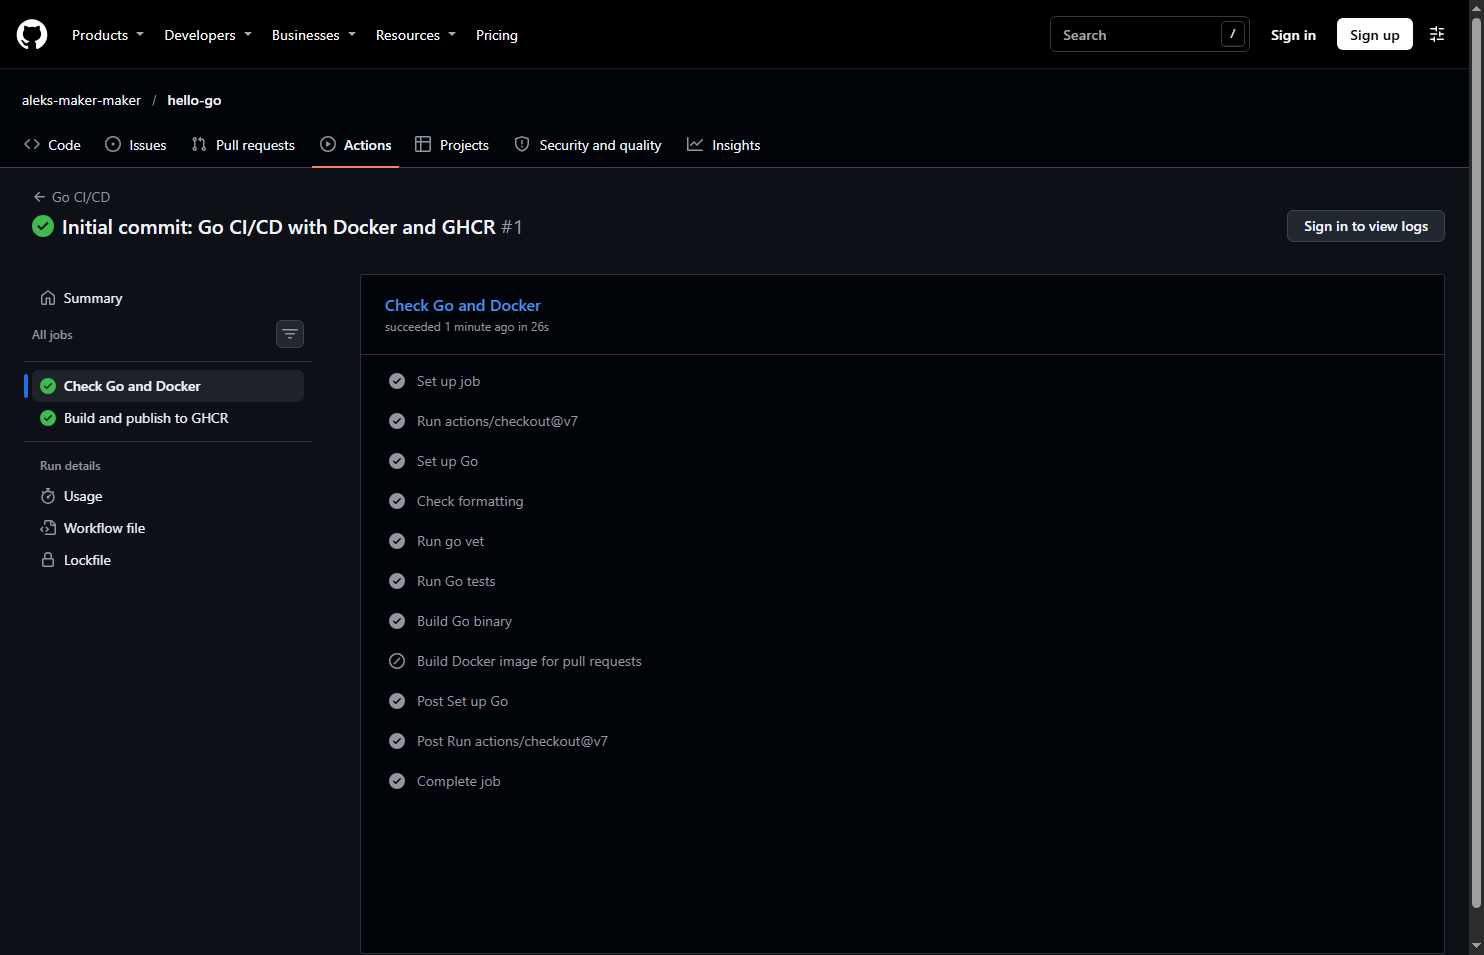 Products Developers Businesses Resources Pricing Search / Sign in Sign up
aleks-maker-maker / hello-go
Code Issues Pull requests Actions Projects Security and quality Insights
Go CI/CD
Initial commit: Go CI/CD with Docker and GHCR #1
Sign in to view logs
Summary
All jobs
Check Go and Docker
Build and publish to GHCR
Run details
Usage
Workflow file
Lockfile
Check Go and Docker
succeeded 1 minute ago in 26s
Set up job
Run actions/checkout@v7
Set up Go
Check formatting
Run go vet
Run Go tests
Build Go binary
Build Docker image for pull requests
Post Set up Go
Post Run actions/checkout@v7
Complete job